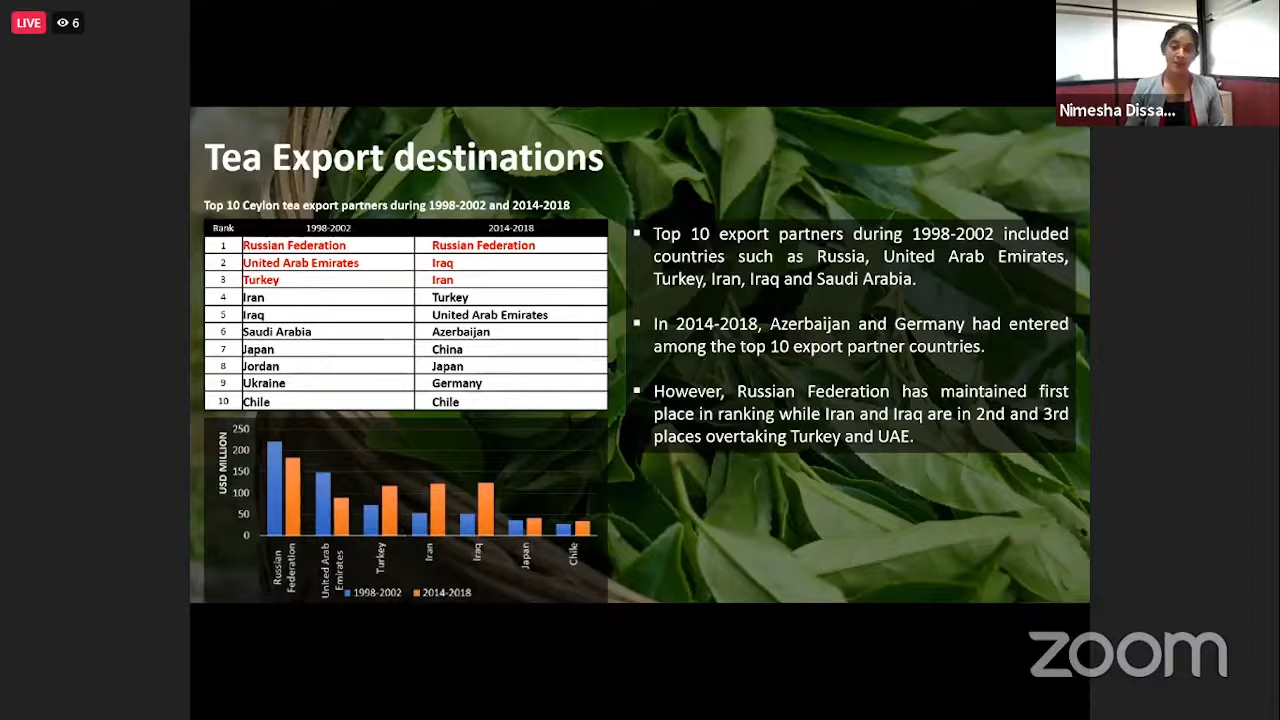 LIVE 6
Nimesha Dissa...
Tea Export destinations
Top 10 Ceylon tea export partners during 1998-2002 and 2014-2018
Rank 1998-2002 2014-2018
1 Russian Federation Russian Federation
2 United Arab Emirates Iraq
3 Turkey Iran
4 Iran Turkey
5 Iraq United Arab Emirates
6 Saudi Arabia Azerbaijan
7 Japan China
8 Jordan Japan
9 Ukraine Germany
10 Chile Chile
USD MILLION
250
200
150
100
50
0
Russian
Federation
United Arab
Emirates
Turkey
Iran
Iraq
Japan
Chile
1998-2002 2014-2018
▪ Top 10 export partners during 1998-2002 included
countries such as Russia, United Arab Emirates,
Turkey, Iran, Iraq and Saudi Arabia.
▪ In 2014-2018, Azerbaijan and Germany had entered
among the top 10 export partner countries.
▪ However, Russian Federation has maintained first
place in ranking while Iran and Iraq are in 2nd and 3rd
places overtaking Turkey and UAE.
zoom